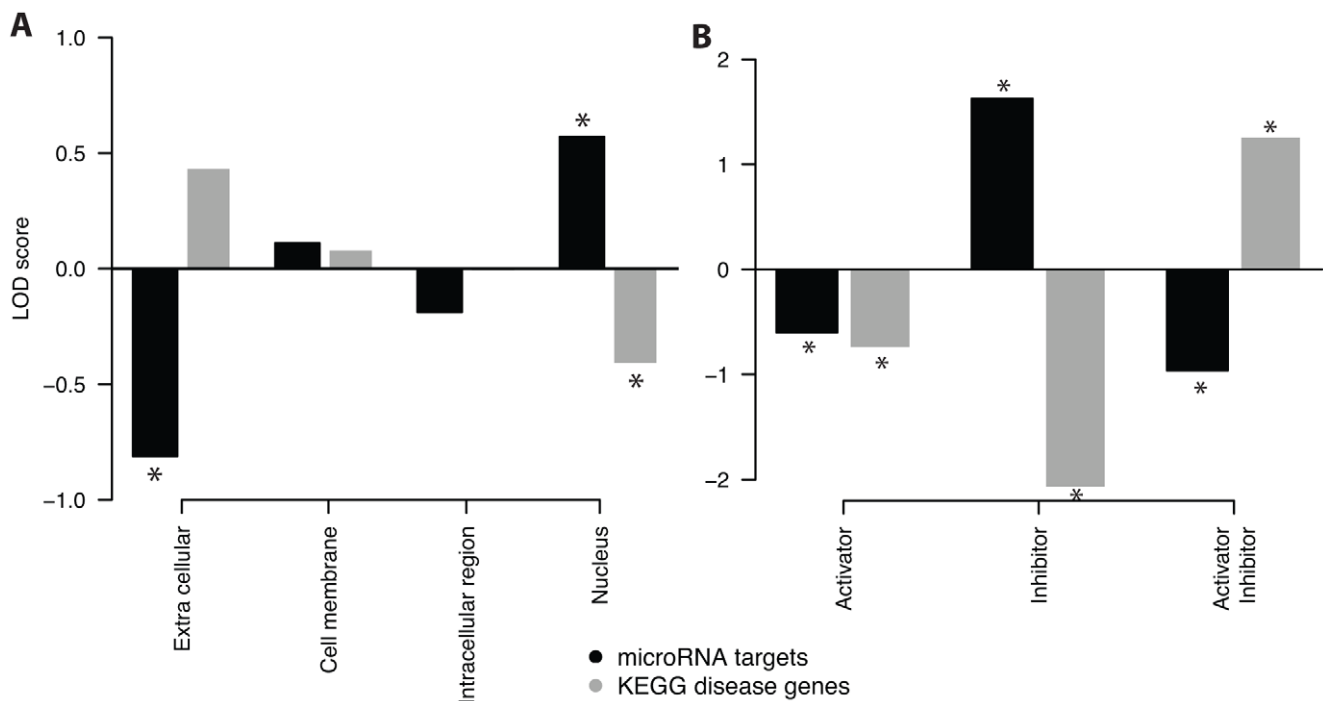 A
LOD score
1.0
0.5
0.0
−0.5
−1.0
*
*
*
Extra cellular
Cell membrane
Intracellular region
Nucleus
B
2
1
0
−1
−2
*
*
*
*
*
*
Activator
Inhibitor
Activator
Inhibitor
microRNA targets
KEGG disease genes